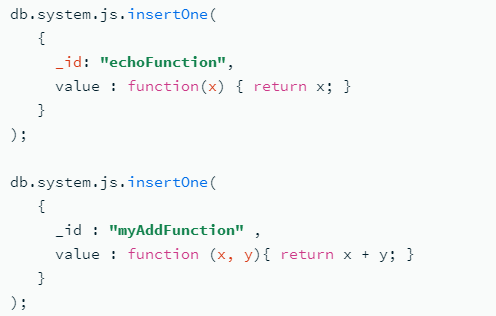 db.system.js.insertOne(
   {
     _id: "echoFunction",
     value : function(x) { return x; }
   }
);

db.system.js.insertOne(
   {
     _id : "myAddFunction" ,
     value : function (x, y){ return x + y; }
   }
);